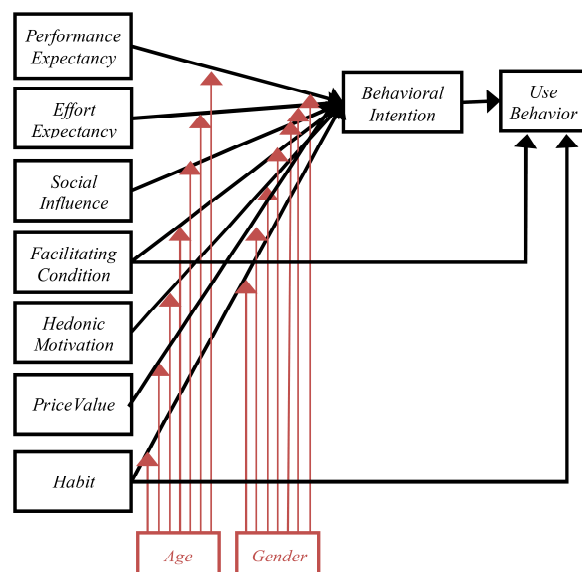 Performance
Expectancy
Effort
Expectancy
Social
Influence
Facilitating
Condition
Hedonic
Motivation
PriceValue
Habit
Behavioral
Intention
Use
Behavior
Age
Gender